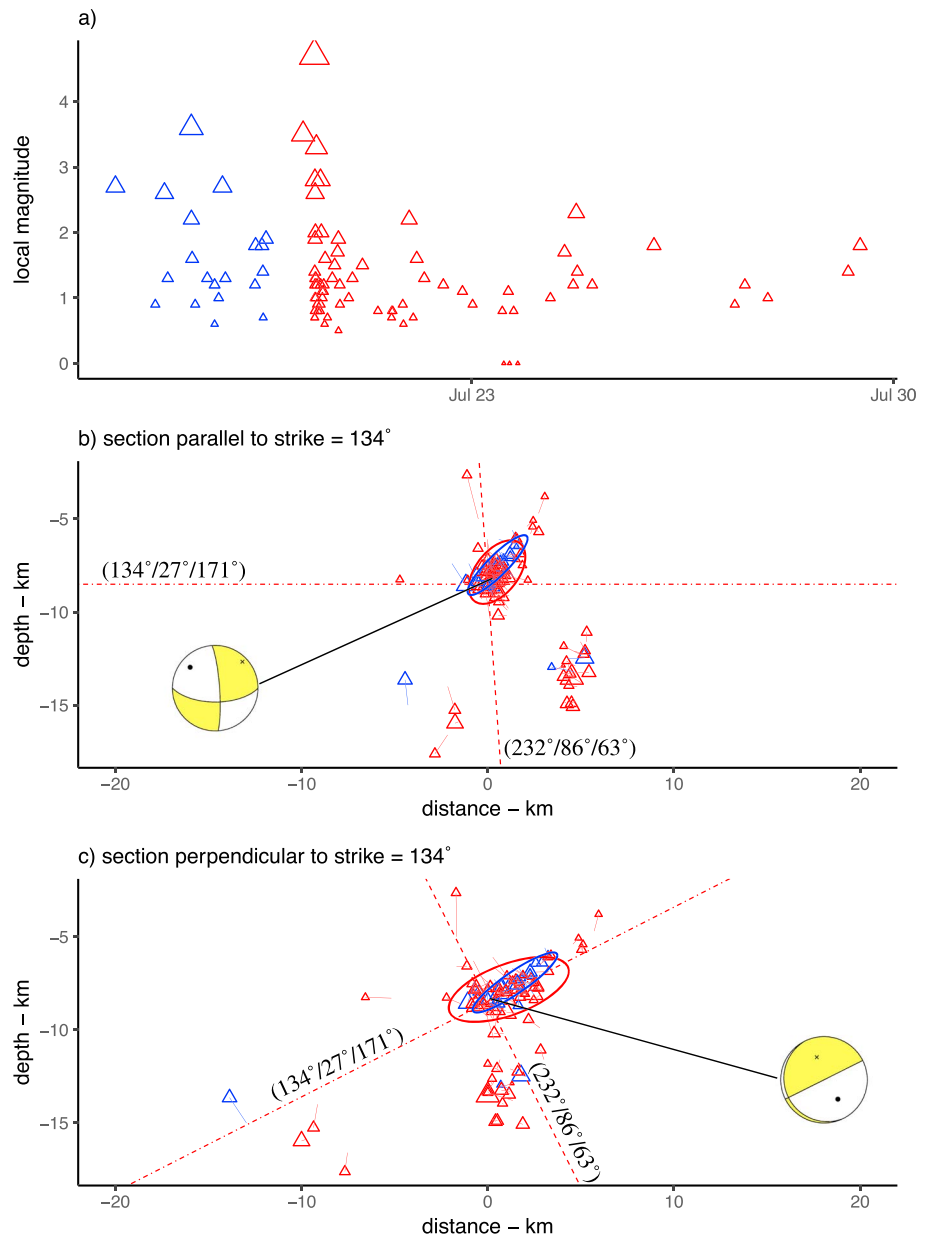 a)
local magnitude
4
3
2
1
0
Jul 23
Jul 30
b) section parallel to strike = 134°
depth − km
−5
−10
−15
(134°/27°/171°)
(232°/86°/63°)
−20
−10
0
10
20
distance − km
c) section perpendicular to strike = 134°
depth − km
−5
−10
−15
(134°/27°/171°)
(232°/86°/63°)
−20
−10
0
10
20
distance − km